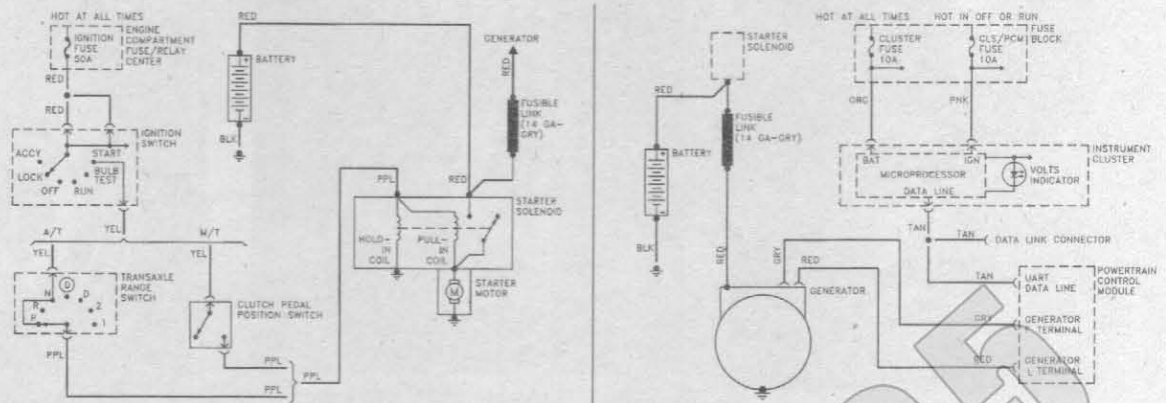 HOT AT ALL TIMES
IGNITION
FUSE
50A
ENGINE
COMPARTMENT
FUSE/RELAY
CENTER
RED
RED
IGNITION
SWITCH
ACCY
LOCK
OFF
RUN
BULB
TEST
START
YEL
A/T
M/T
YEL
YEL
TRANSAXLE
RANGE
SWITCH
N
D
D
R
2
P
1
PPL
CLUTCH PEDAL
POSITION SWITCH
PPL
PPL
PPL
RED
BATTERY
BLK
GENERATOR
RED
FUSIBLE
LINK
(14 GA-
GRY)
PPL
RED
STARTER
SOLENOID
HOLD-
IN
COIL
PULL-
IN
COIL
M
STARTER
MOTOR
STARTER
SOLENOID
RED
BATTERY
BLK
FUSIBLE
LINK
(14 GA-
GRY)
RED
GRY
RED
GENERATOR
HOT AT ALL TIMES
HOT IN OFF OR RUN
CLUSTER
FUSE
10A
CLS/PCM
FUSE
10A
FUSE
BLOCK
ORG
PNK
INSTRUMENT
CLUSTER
BAT
IGN
MICROPROCESSOR
DATA LINE
VOLTS
INDICATOR
TAN
TAN
DATA LINK CONNECTOR
TAN
UART
DATA LINE
POWERTRAIN
CONTROL
MODULE
GRY
GENERATOR
F TERMINAL
RED
GENERATOR
L TERMINAL